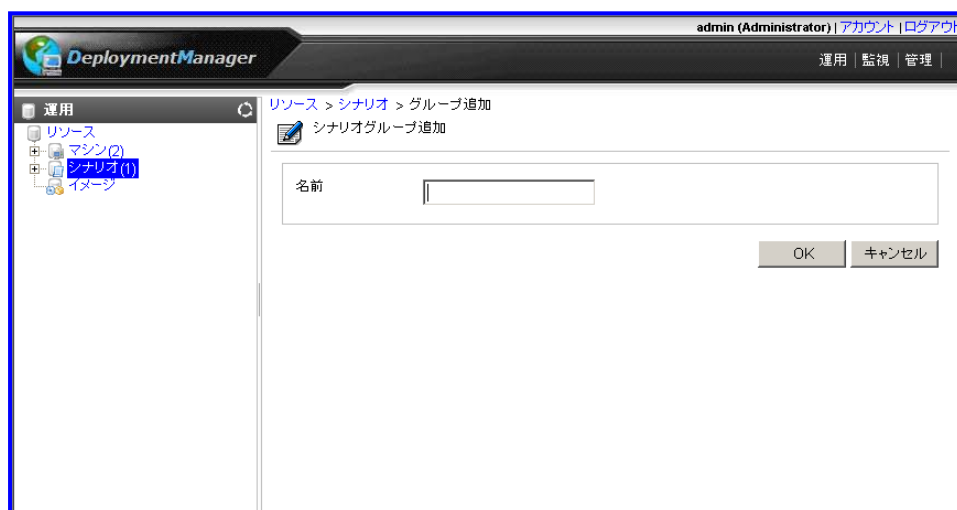 admin (Administrator) | アカウント | ログアウト
DeploymentManager
運用 | 監視 | 管理 |
運用
リソース
マシン(2)
シナリオ(1)
イメージ
リソース > シナリオ > グループ追加
シナリオグループ追加
名前
OK
キャンセル